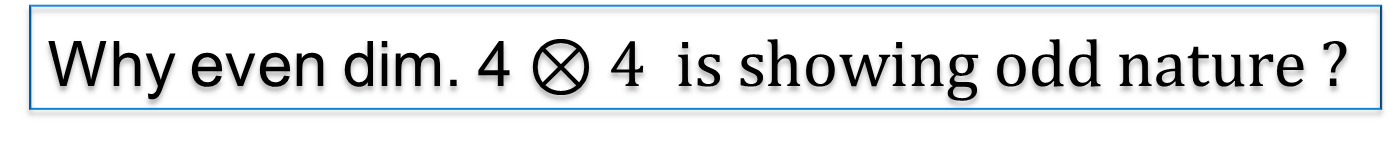 Why even dim. 4 ⊗ 4 is showing odd nature ?